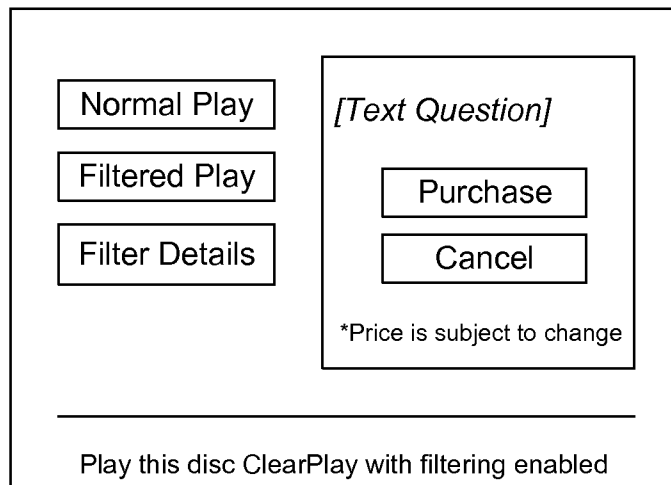 Normal Play
Filtered Play
Filter Details
[Text Question]
Purchase
Cancel
*Price is subject to change
Play this disc ClearPlay with filtering enabled